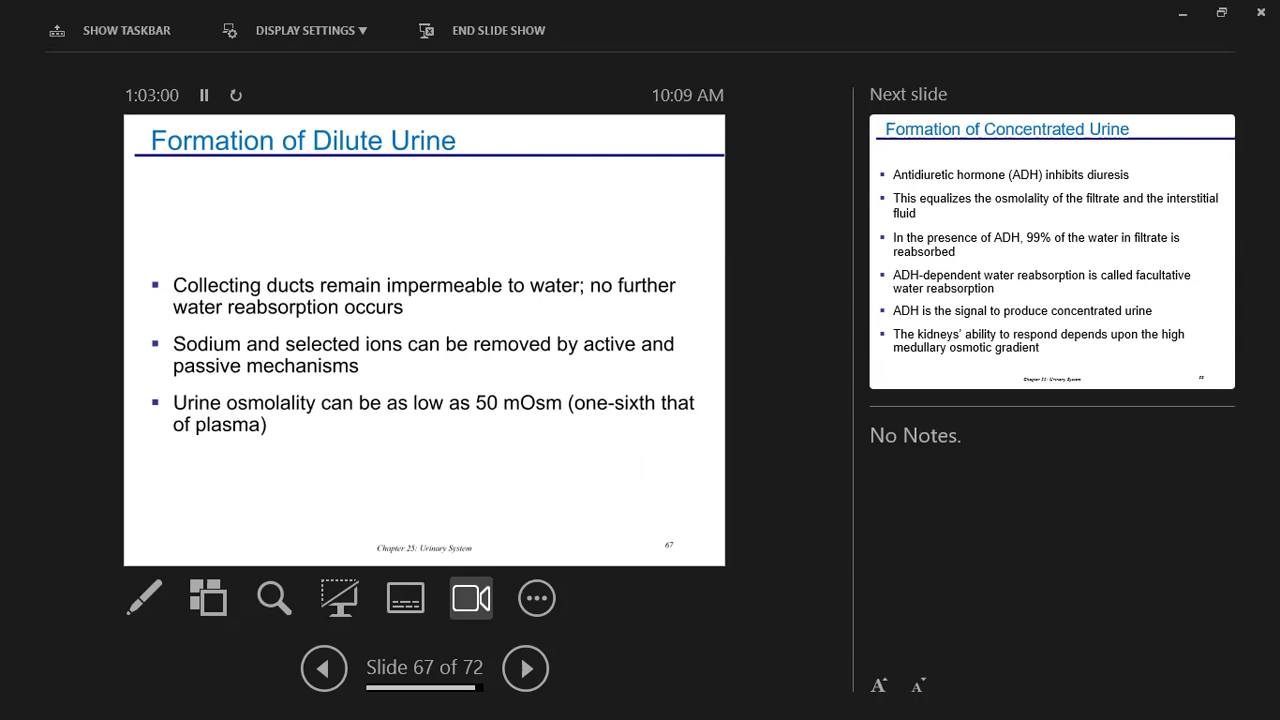 SHOW TASKBAR
DISPLAY SETTINGS ▼
END SLIDE SHOW
1:03:00
10:09 AM
Formation of Dilute Urine
▪ Collecting ducts remain impermeable to water; no further
water reabsorption occurs
▪ Sodium and selected ions can be removed by active and
passive mechanisms
▪ Urine osmolality can be as low as 50 mOsm (one-sixth that
of plasma)
Chapter 25: Urinary System
67
Slide 67 of 72
Next slide
Formation of Concentrated Urine
▪ Antidiuretic hormone (ADH) inhibits diuresis
▪ This equalizes the osmolality of the filtrate and the interstitial
fluid
▪ In the presence of ADH, 99% of the water in filtrate is
reabsorbed
▪ ADH-dependent water reabsorption is called facultative
water reabsorption
▪ ADH is the signal to produce concentrated urine
▪ The kidneys' ability to respond depends upon the high
medullary osmotic gradient
Chapter 25: Urinary System
No Notes.
A A